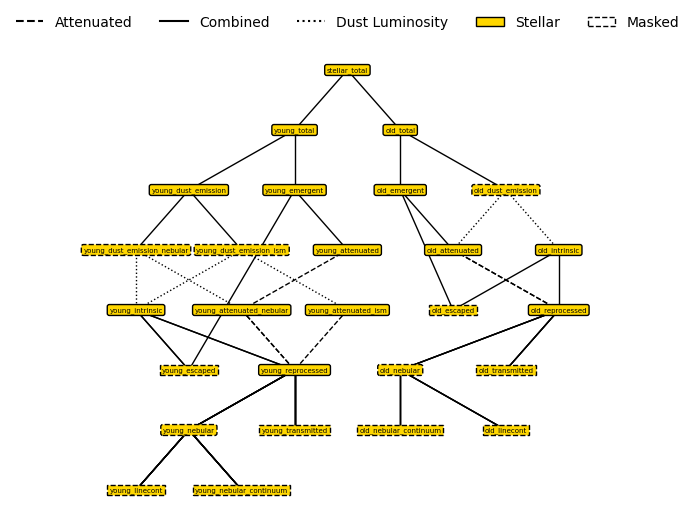 Attenuated Combined Dust Luminosity Stellar Masked
stellar_total
young_total old_total
young_dust_emission young_emergent old_emergent old_dust_emission
young_dust_emission_nebular young_dust_emission_ism young_attenuated old_attenuated old_intrinsic
young_intrinsic young_attenuated_nebular young_attenuated_ism old_escaped old_reprocessed
young_escaped young_reprocessed old_nebular old_transmitted
young_nebular young_transmitted old_nebular_continuum old_linecont
young_linecont young_nebular_continuum